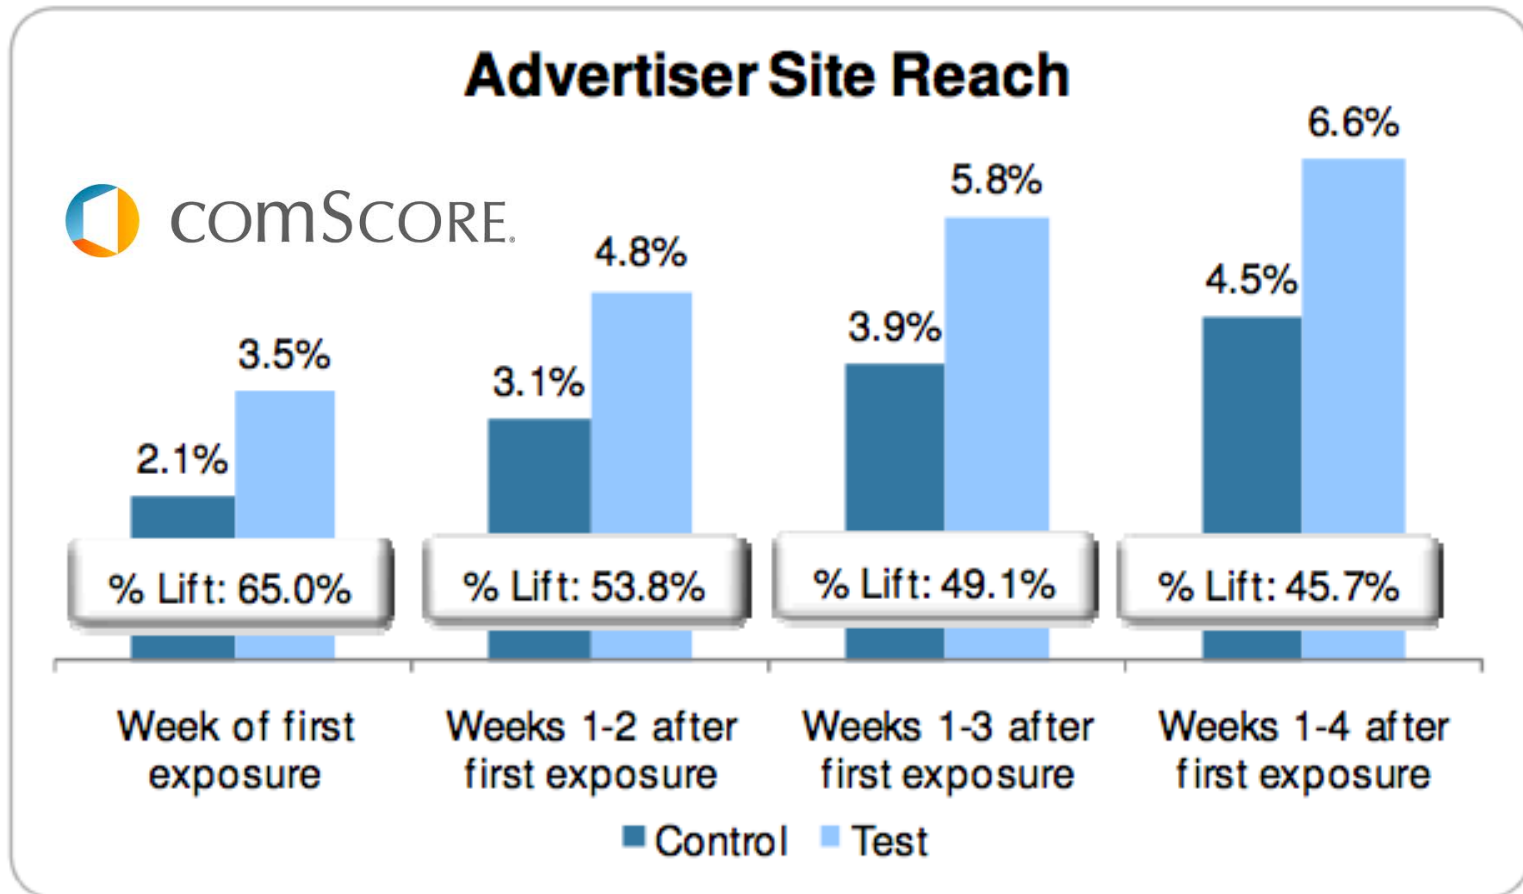 Advertiser Site Reach
comScore®
2.1%
3.5%
3.1%
4.8%
3.9%
5.8%
4.5%
6.6%
% Lift: 65.0%
% Lift: 53.8%
% Lift: 49.1%
% Lift: 45.7%
Week of first
exposure
Weeks 1-2 after
first exposure
Weeks 1-3 after
first exposure
Weeks 1-4 after
first exposure
Control
Test